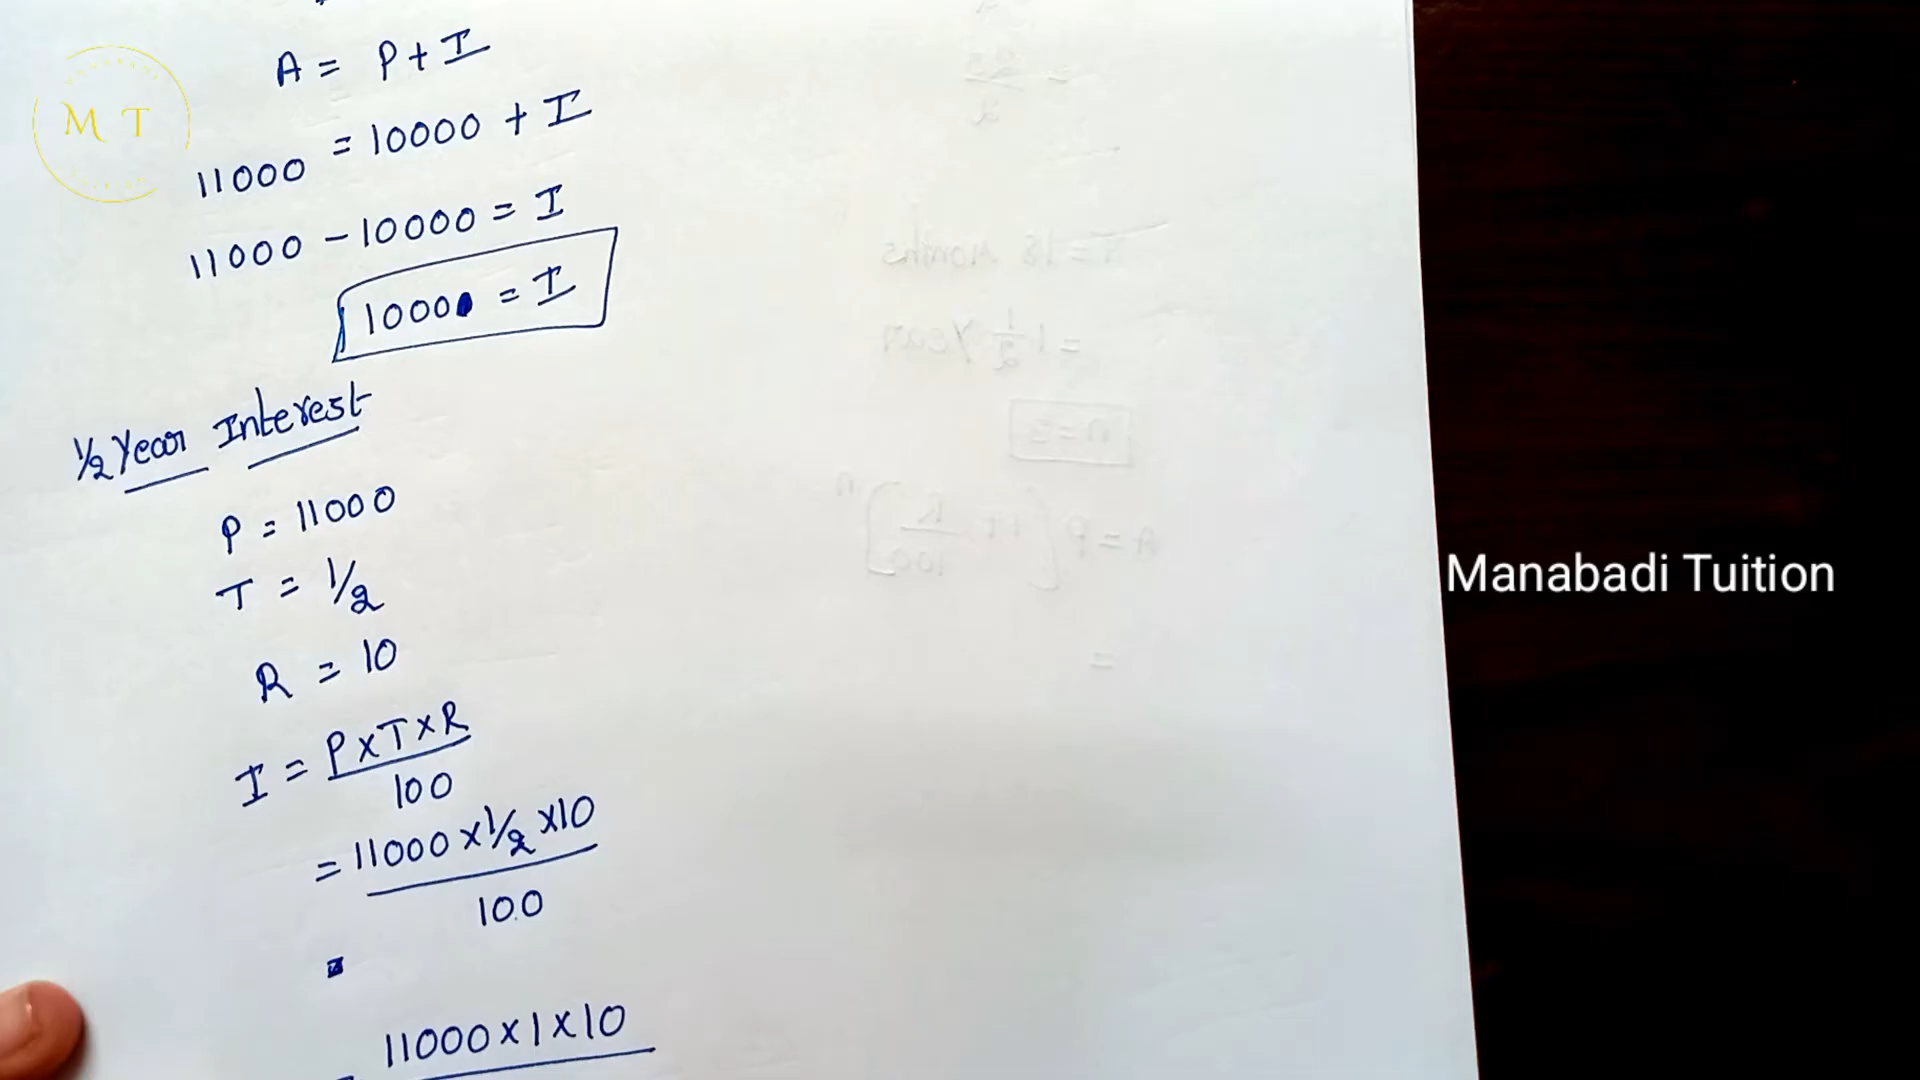 M T
A = P + I
11000 = 10000 + I
11000 - 10000 = I
1000 = I
1/2 Year Interest
P = 11000
T = 1/2
R = 10
I = P x T x R
100
= 11000 x 1/2 x 10
100
=
11000 x 1 x 10
Manabadi Tuition